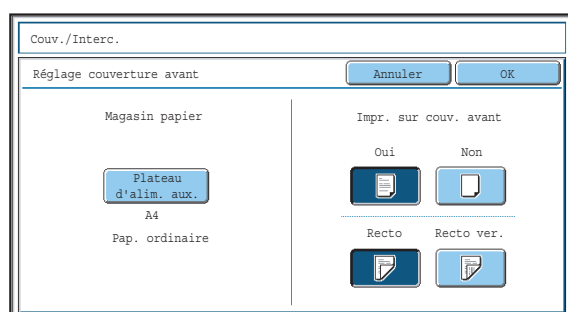 Couv./Interc.
Réglage couverture avant
Annuler
OK
Magasin papier
Impr. sur couv. avant
Oui
Non
Plateau
d'alim. aux.
A4
Pap. ordinaire
Recto
Recto ver.